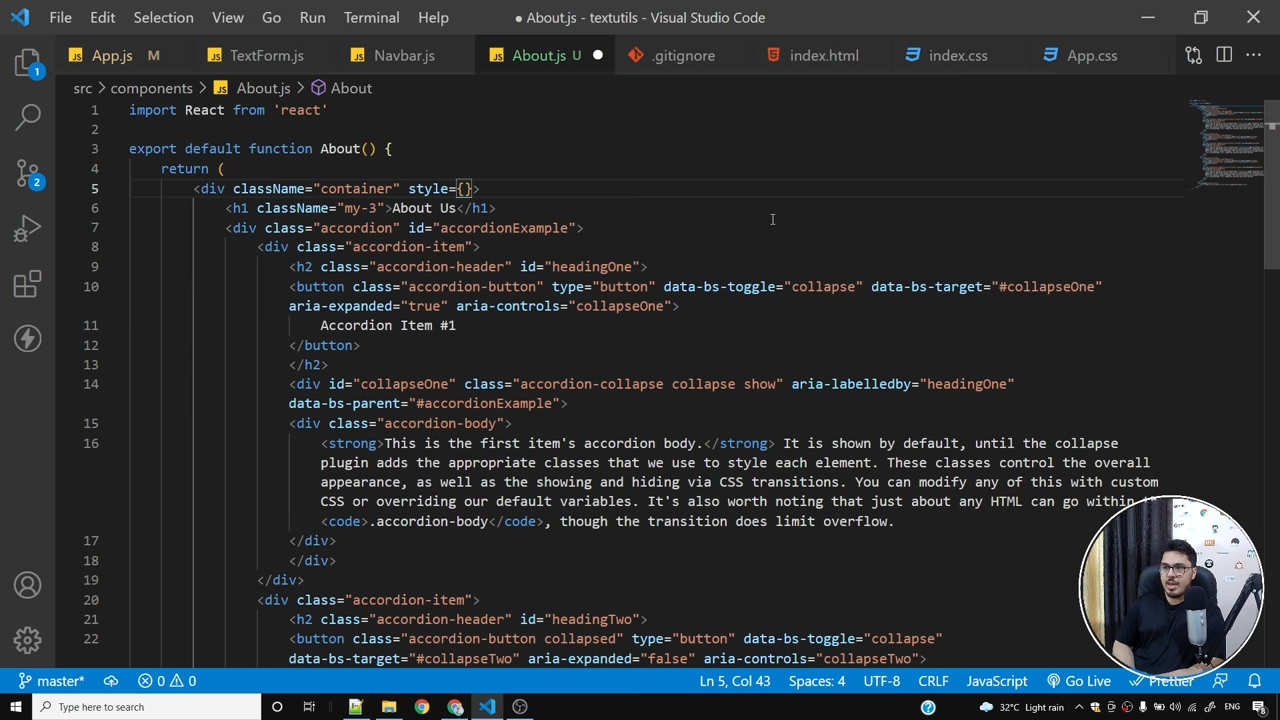 File Edit Selection View Go Run Terminal Help ● About.js - textutils - Visual Studio Code
App.js M TextForm.js Navbar.js About.js U .gitignore index.html index.css App.css
src > components > About.js > About
1 import React from 'react'
2
3 export default function About() {
4 return (
5 <div className="container" style={}>
6 <h1 className="my-3">About Us</h1>
7 <div class="accordion" id="accordionExample">
8 <div class="accordion-item">
9 <h2 class="accordion-header" id="headingOne">
10 <button class="accordion-button" type="button" data-bs-toggle="collapse" data-bs-target="#collapseOne"
aria-expanded="true" aria-controls="collapseOne">
11 Accordion Item #1
12 </button>
13 </h2>
14 <div id="collapseOne" class="accordion-collapse collapse show" aria-labelledby="headingOne"
data-bs-parent="#accordionExample">
15 <div class="accordion-body">
16 <strong>This is the first item's accordion body.</strong> It is shown by default, until the collapse
plugin adds the appropriate classes that we use to style each element. These classes control the overall
appearance, as well as the showing and hiding via CSS transitions. You can modify any of this with custom
CSS or overriding our default variables. It's also worth noting that just about any HTML can go within
<code>.accordion-body</code>, though the transition does limit overflow.
17 </div>
18 </div>
19 </div>
20 <div class="accordion-item">
21 <h2 class="accordion-header" id="headingTwo">
22 <button class="accordion-button collapsed" type="button" data-bs-toggle="collapse"
data-bs-target="#collapseTwo" aria-expanded="false" aria-controls="collapseTwo">
1
2
master* 0 0 Ln 5, Col 43 Spaces: 4 UTF-8 CRLF JavaScript Go Live Prettier
Type here to search 32°C Light rain ENG